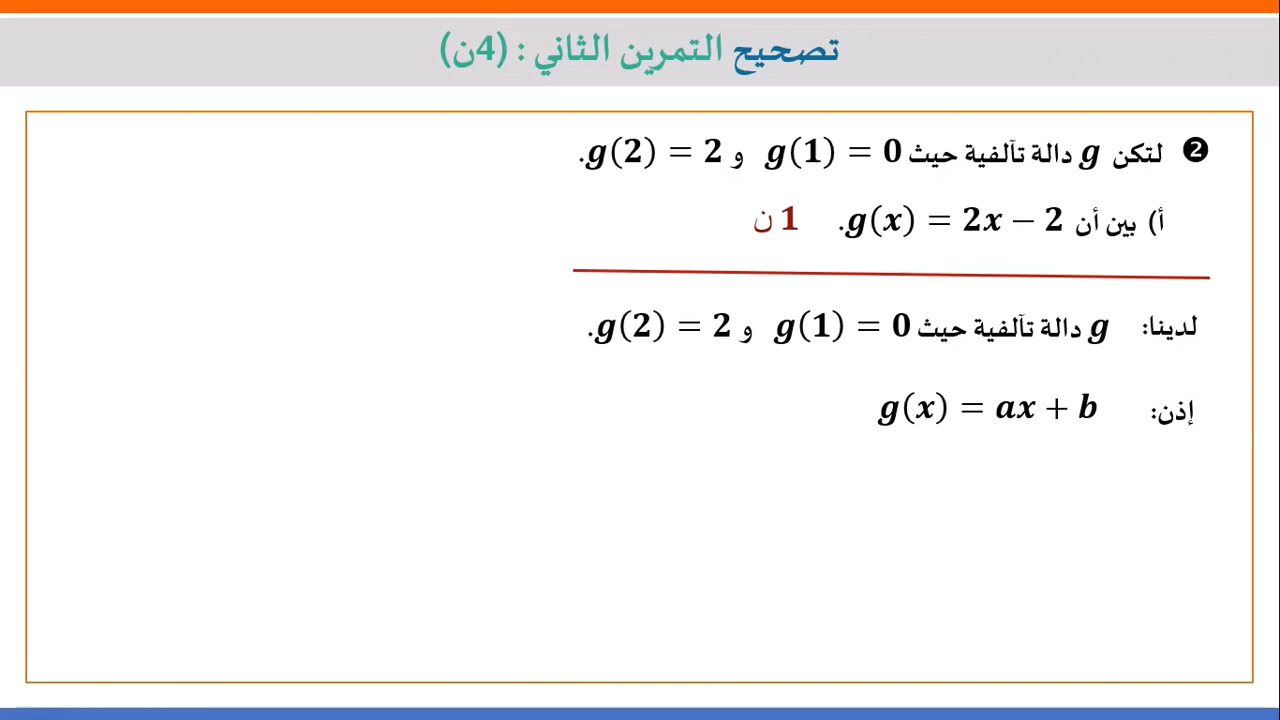 تصحيح التمرين الثاني : (4ن)
❷ لتكن g دالة تآلفية حيث g(1) = 0 و g(2) = 2.
أ) بين أن g(x) = 2x − 2. 1 ن
لدينا: g دالة تآلفية حيث g(1) = 0 و g(2) = 2.
إذن: g(x) = ax + b